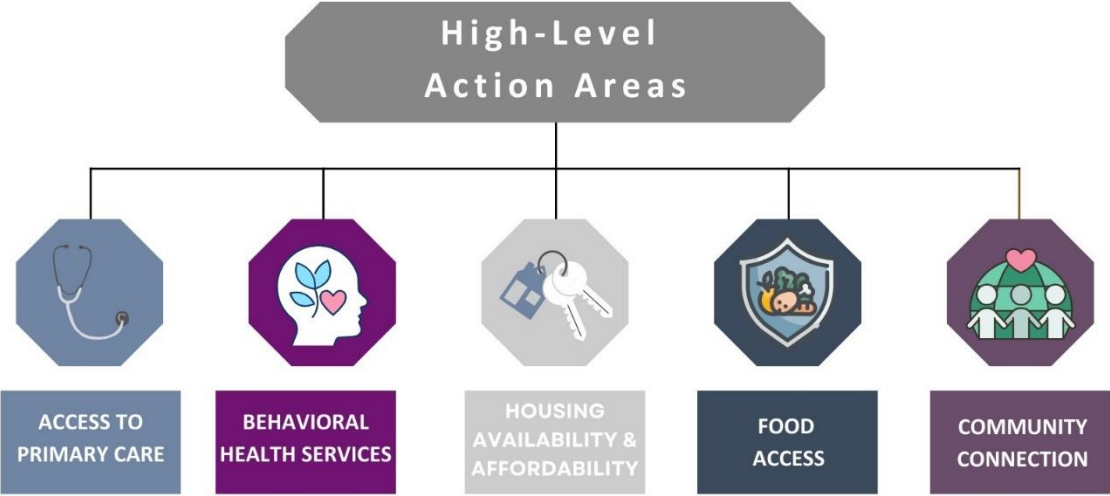 High-Level
Action Areas
ACCESS TO
PRIMARY CARE
BEHAVIORAL
HEALTH SERVICES
HOUSING
AVAILABILITY &
AFFORDABILITY
FOOD
ACCESS
COMMUNITY
CONNECTION